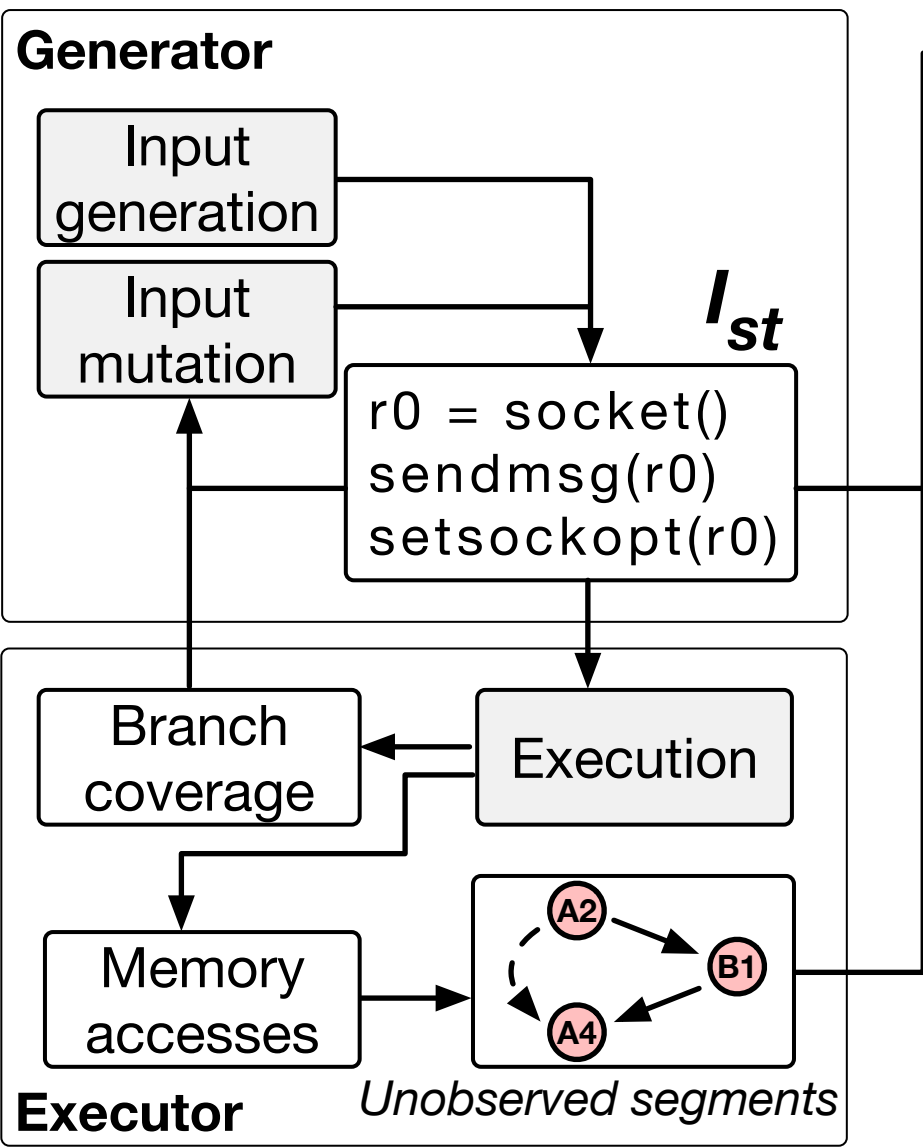 Generator
Input
generation
Input
mutation
I st
r0 = socket()
sendmsg(r0)
setsockopt(r0)
Branch
coverage
Execution
Memory
accesses
A2
B1
A4
Unobserved segments
Executor